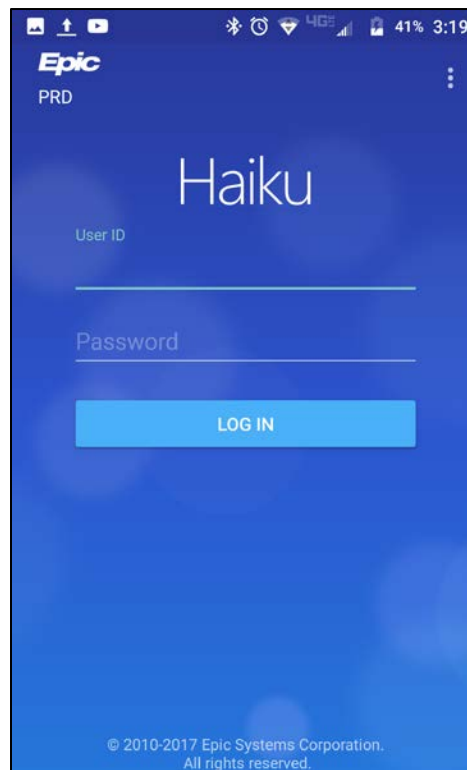 4GE 41% 3:19
Epic
PRD
Haiku
User ID
Password
LOG IN
© 2010-2017 Epic Systems Corporation.
All rights reserved.